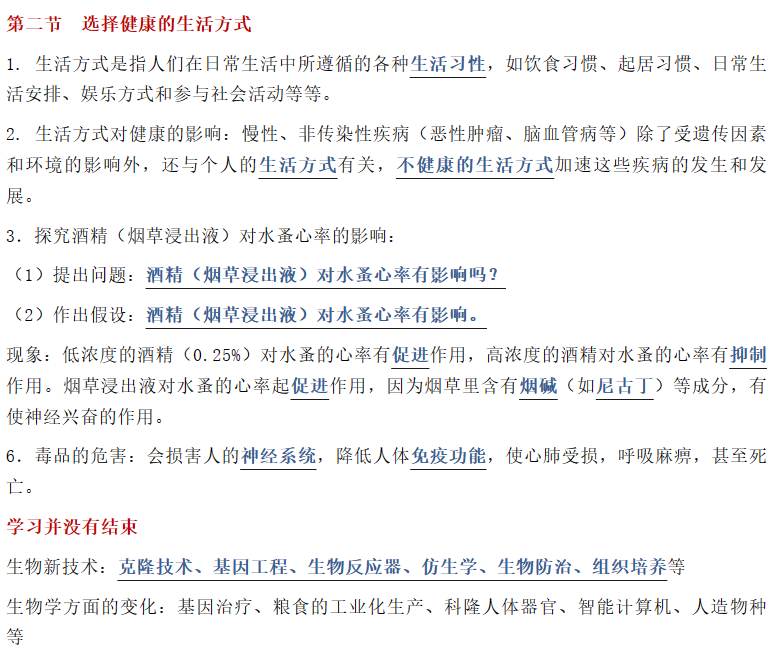 第二节 选择健康的生活方式
1. 生活方式是指人们在日常生活中所遵循的各种生活习性，如饮食习惯、起居习惯、日常生
活安排、娱乐方式和参与社会活动等等。
2. 生活方式对健康的影响：慢性、非传染性疾病（恶性肿瘤、脑血管病等）除了受遗传因素
和环境的影响外，还与个人的生活方式有关，不健康的生活方式加速这些疾病的发生和发
展。
3．探究酒精（烟草浸出液）对水蚤心率的影响：
（1）提出问题：酒精（烟草浸出液）对水蚤心率有影响吗？
（2）作出假设：酒精（烟草浸出液）对水蚤心率有影响。
现象：低浓度的酒精（0.25%）对水蚤的心率有促进作用，高浓度的酒精对水蚤的心率有抑制
作用。烟草浸出液对水蚤的心率起促进作用，因为烟草里含有烟碱（如尼古丁）等成分，有
使神经兴奋的作用。
6．毒品的危害：会损害人的神经系统，降低人体免疫功能，使心肺受损，呼吸麻痹，甚至死
亡。
学习并没有结束
生物新技术：克隆技术、基因工程、生物反应器、仿生学、生物防治、组织培养等
生物学方面的变化：基因治疗、粮食的工业化生产、科隆人体器官、智能计算机、人造物种
等